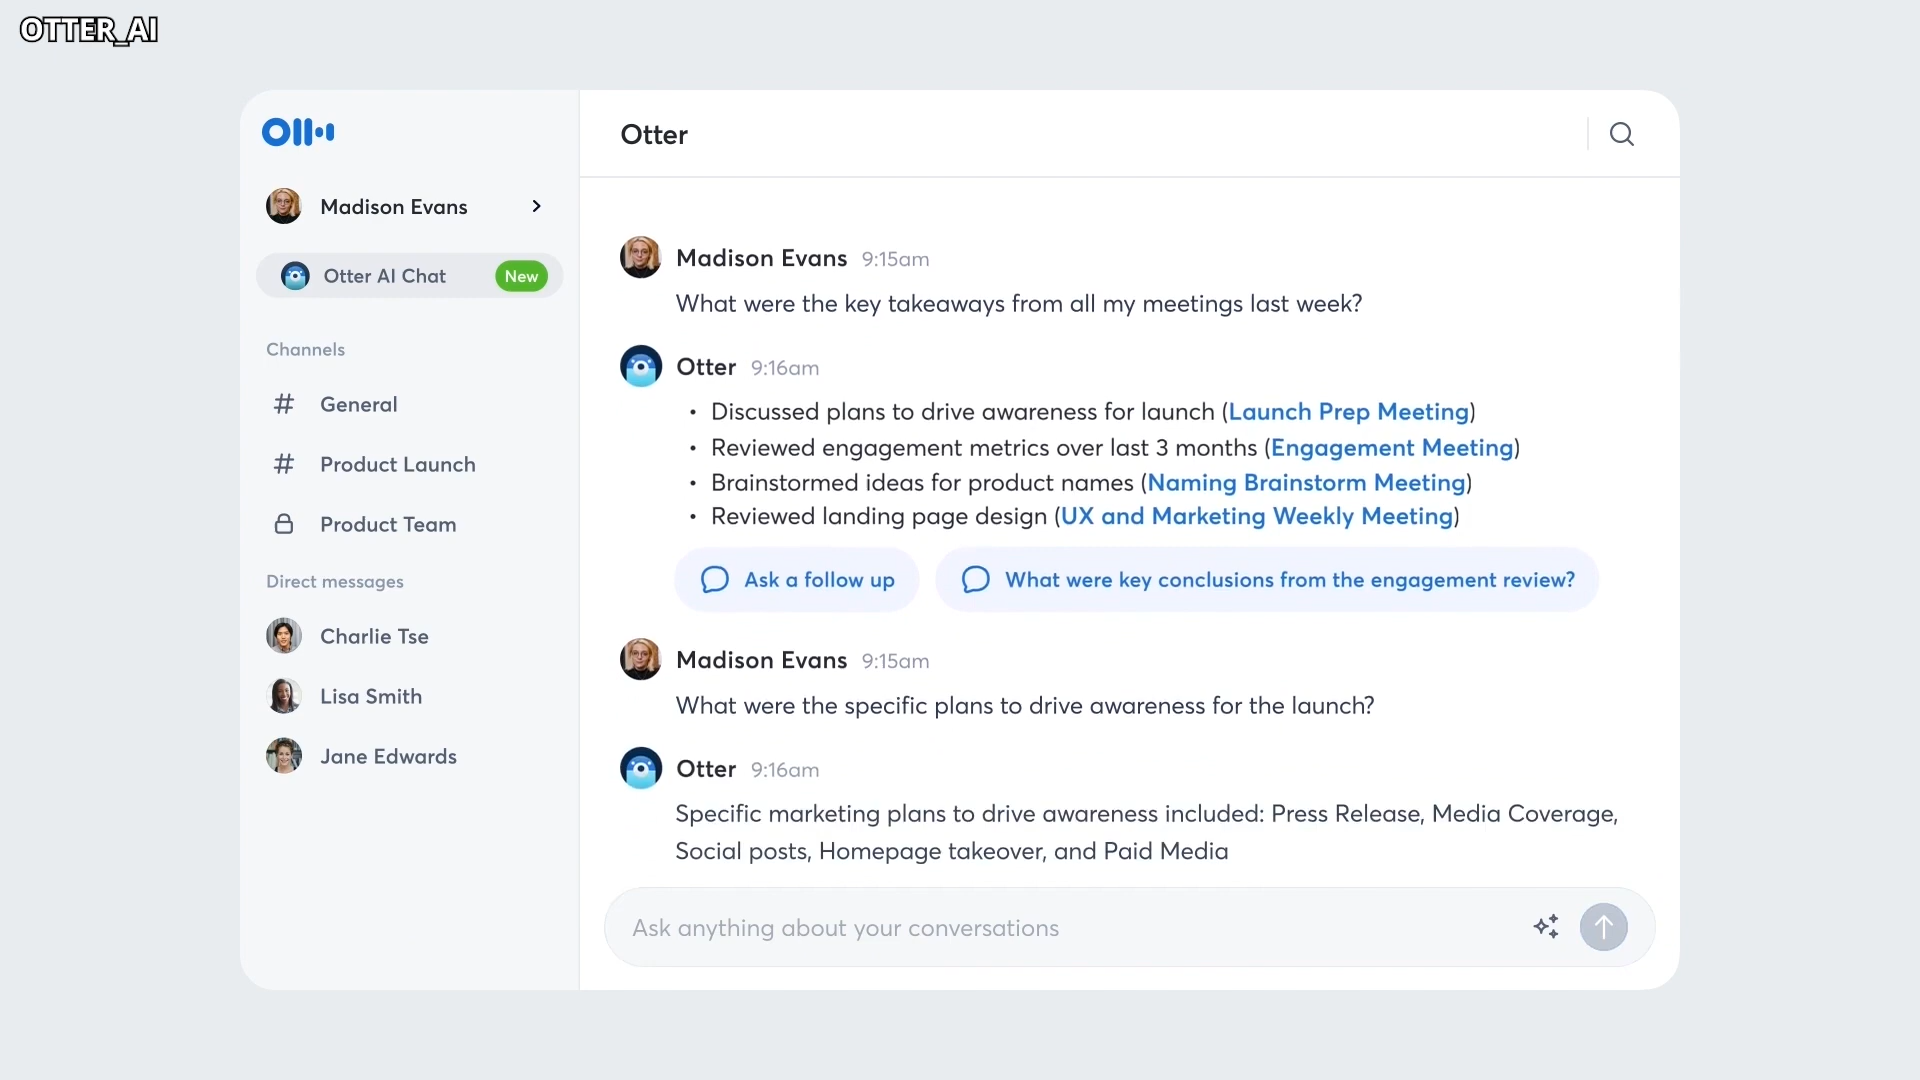 OTTER_AI
Otter
Madison Evans
Otter AI Chat
New
Channels
# General
# Product Launch
Product Team
Direct messages
Charlie Tse
Lisa Smith
Jane Edwards
Madison Evans 9:15am
What were the key takeaways from all my meetings last week?
Otter 9:16am
• Discussed plans to drive awareness for launch (Launch Prep Meeting)
• Reviewed engagement metrics over last 3 months (Engagement Meeting)
• Brainstormed ideas for product names (Naming Brainstorm Meeting)
• Reviewed landing page design (UX and Marketing Weekly Meeting)
Ask a follow up
What were key conclusions from the engagement review?
Madison Evans 9:15am
What were the specific plans to drive awareness for the launch?
Otter 9:16am
Specific marketing plans to drive awareness included: Press Release, Media Coverage,
Social posts, Homepage takeover, and Paid Media
Ask anything about your conversations